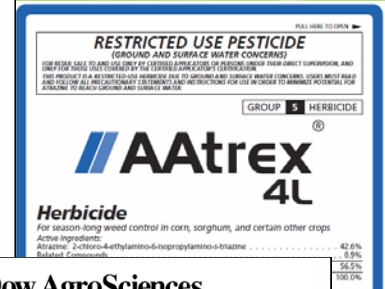 PULL HERE TO OPEN ►
RESTRICTED USE PESTICIDE
(GROUND AND SURFACE WATER CONCERNS)
FOR RETAIL SALE TO AND USE ONLY BY CERTIFIED APPLICATORS OR PERSONS UNDER THEIR DIRECT SUPERVISION, AND
ONLY FOR THOSE USES COVERED BY THE CERTIFIED APPLICATOR'S CERTIFICATION.
THIS PRODUCT IS A RESTRICTED-USE HERBICIDE DUE TO GROUND AND SURFACE WATER CONCERNS. USERS MUST READ
AND FOLLOW ALL PRECAUTIONARY STATEMENTS AND INSTRUCTIONS FOR USE IN ORDER TO MINIMIZE POTENTIAL FOR
ATRAZINE TO REACH GROUND AND SURFACE WATER.
GROUP 5 HERBICIDE
AAtrex®
4L
Herbicide
For season-long weed control in corn, sorghum, and certain other crops
Active Ingredients:
Atrazine: 2-chloro-4-ethylamino-6-isopropylamino-s-triazine . . . . . . . . . . . . . 42.6%
Related Compounds . . . 0.9%
56.5%
100.0%
Dow AgroSciences